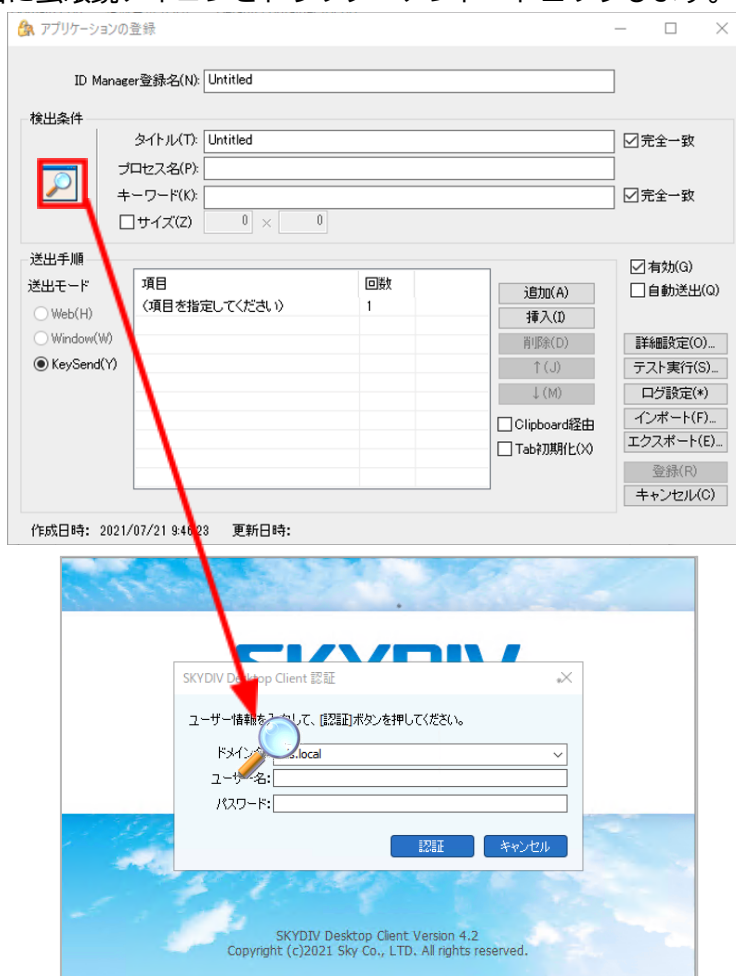 アプリケーションの登録
ID Manager登録名(N): Untitled
検出条件
タイトル(T): Untitled 完全一致
プロセス名(P):
キーワード(K): 完全一致
サイズ(Z) 0 × 0
送出手順
送出モード
Web(H)
Window(W)
KeySend(Y)
項目 回数
(項目を指定してください) 1
追加(A)
挿入(I)
削除(D)
↑(J)
↓(M)
Clipboard経由
Tab初期化(X)
有効(G)
自動送出(Q)
詳細設定(O)...
テスト実行(S)...
ログ設定(*)
インポート(F)...
エクスポート(E)...
登録(R)
キャンセル(C)
作成日時: 2021/07/21 9:46:23 更新日時:
SKYDIV
SKYDIV Desktop Client 認証
ユーザー情報を入力して、[認証]ボタンを押してください。
ドメイン .local
ユーザー名:
パスワード:
認証 キャンセル
SKYDIV Desktop Client Version 4.2
Copyright (c)2021 Sky Co., LTD. All rights reserved.